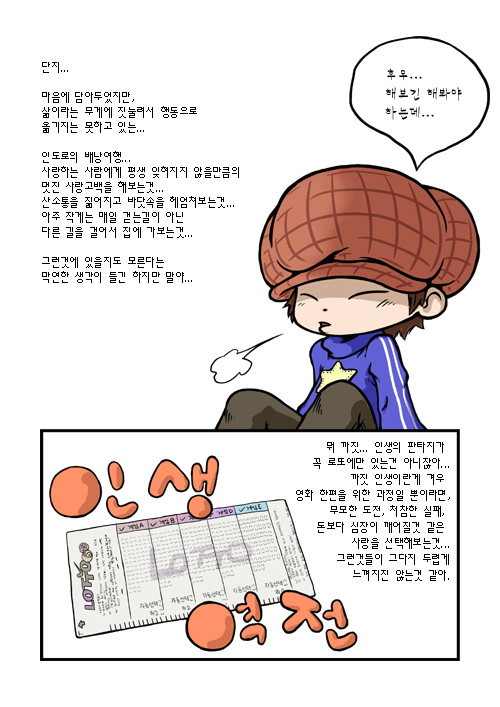 단지...
마음에 담아두었지만,
삶이라는 무게에 짓눌려서 행동으로
옮기지는 못하고 있는...
인도로의 배낭여행...
사랑하는 사람에게 평생 잊혀지지 않을만큼의
멋진 사랑고백을 해보는것...
산소통을 짊어지고 바닷속을 헤엄쳐보는것...
아주 작게는 매일 걷는길이 아닌
다른 길을 걸어서 집에 가보는것...
그런것에 있을지도 모른다는
막연한 생각이 들긴 하지만 말야...
후우...
해보긴 해봐야
하는데...
뭐 까짓... 인생의 판타지가
꼭 로또에만 있는건 아니잖아...
까짓 인생이란게 겨우
영화 한편을 위한 과정일 뿐이라면,
무모한 도전, 처참한 실패,
돈보다 심장이 깨어질것 같은
사랑을 선택해보는것...
그런것들이 그다지 두렵게
느껴지진 않는것 같아.
인생
LOTTO
게임A 게임B 게임C 게임D 게임E
LOTTO
자동선택 자동선택 자동선택 자동선택 자동선택
역전